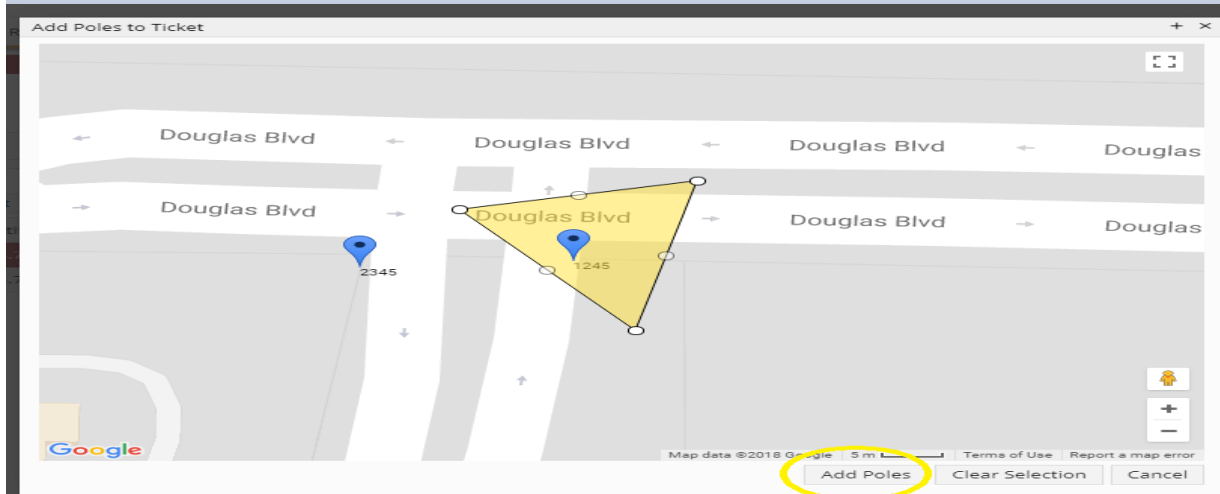 Add Poles to Ticket
Douglas Blvd Douglas Blvd Douglas Blvd Douglas
Douglas Blvd Douglas Blvd Douglas Blvd Douglas
2345 1245
Google
Map data ©2018 Google 5 m Terms of Use Report a map error
Add Poles Clear Selection Cancel